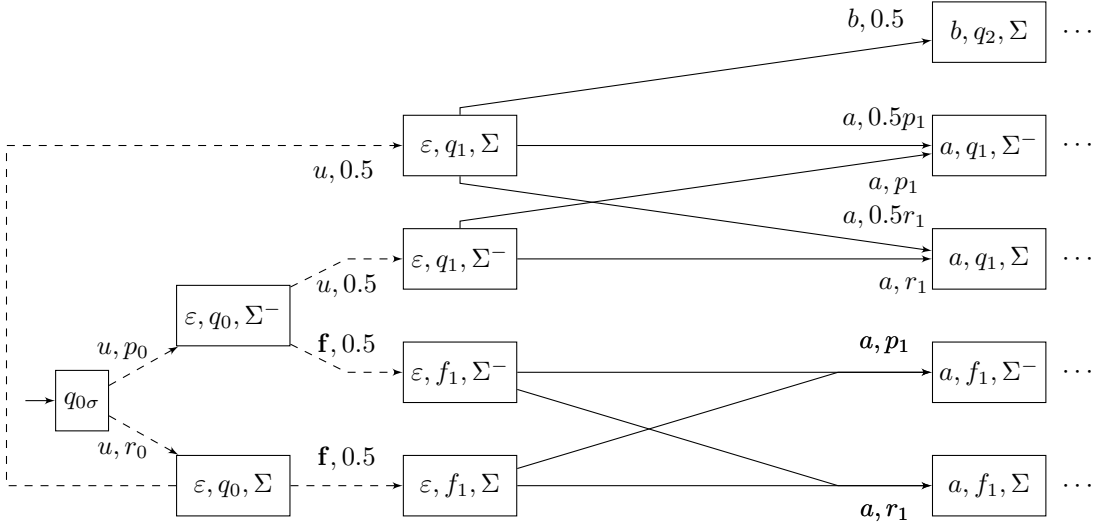 b, 0.5
b, q₂, Σ
· · ·
ε, q₁, Σ
a, 0.5p₁
a, q₁, Σ⁻
· · ·
u, 0.5
a, p₁
a, 0.5r₁
ε, q₁, Σ⁻
a, q₁, Σ
· · ·
u, 0.5
a, r₁
ε, q₀, Σ⁻
u, p₀
f, 0.5
a, p₁
ε, f₁, Σ⁻
a, f₁, Σ⁻
· · ·
q₀σ
u, r₀
f, 0.5
ε, q₀, Σ
ε, f₁, Σ
a, f₁, Σ
· · ·
a, r₁